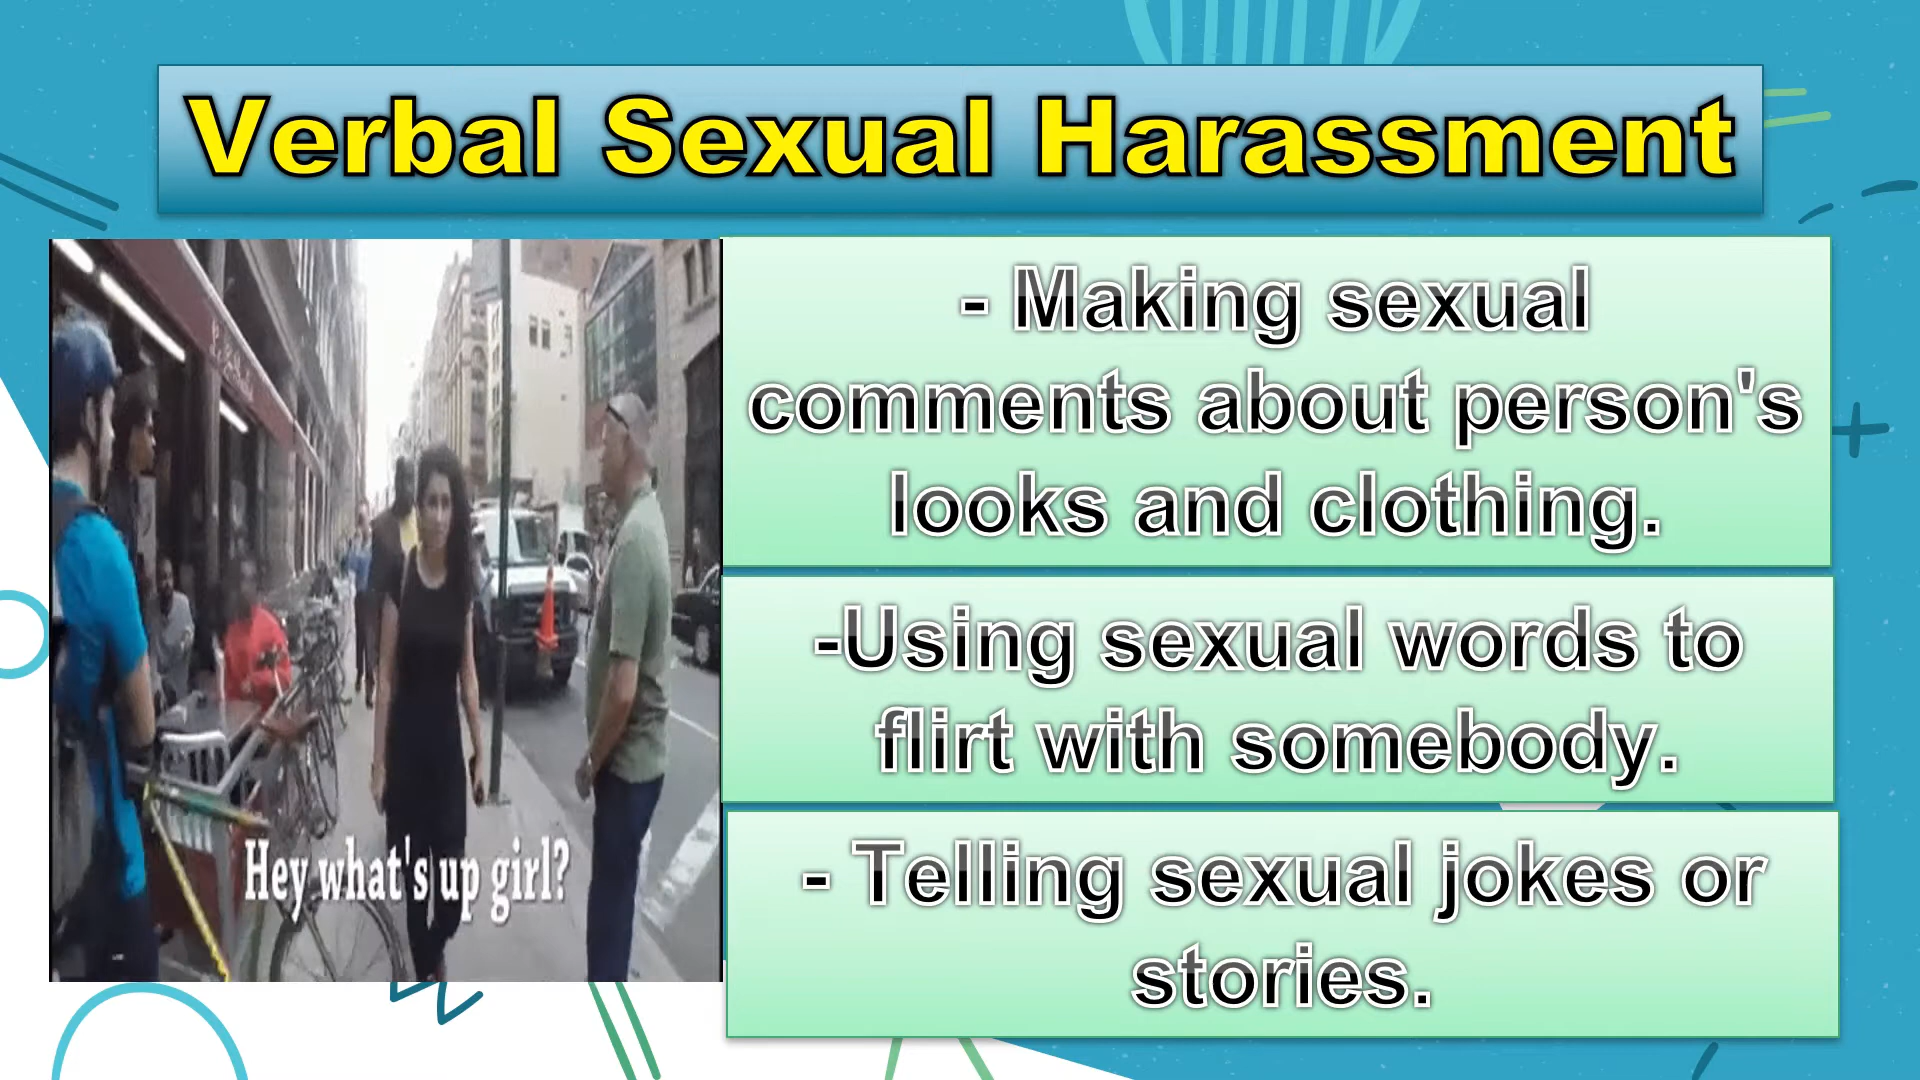 Verbal Sexual Harassment
- Making sexual
comments about person's
looks and clothing.
-Using sexual words to
flirt with somebody.
- Telling sexual jokes or
stories.
Hey what's up girl?